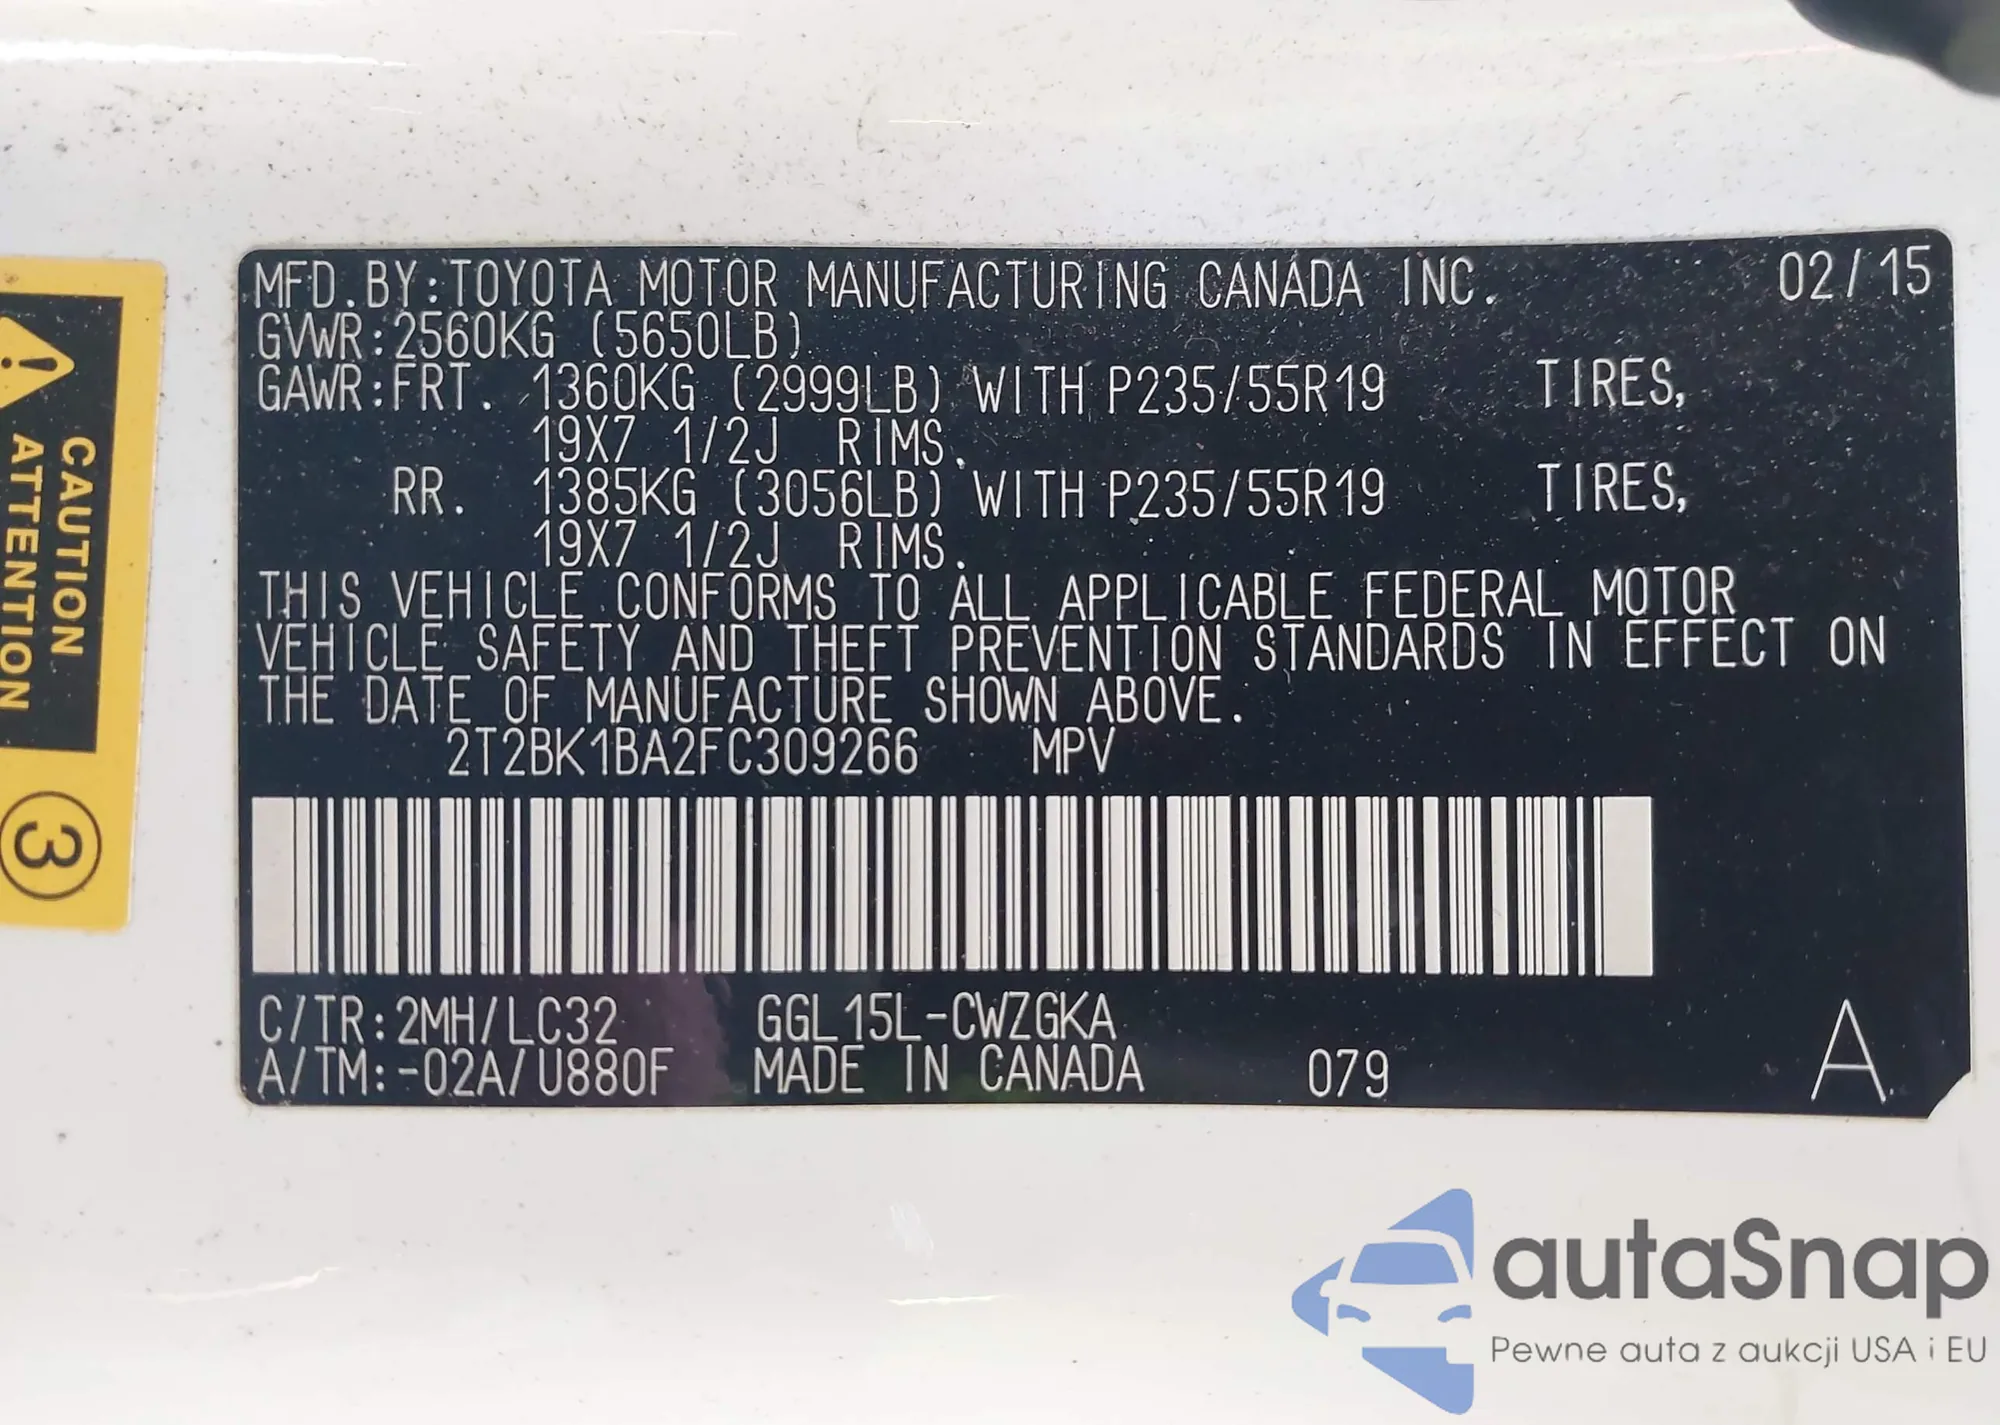 MFD.BY:TOYOTA MOTOR MANUFACTURING CANADA INC. 02/15
GVWR:2560KG (5650LB)
GAWR:FRT. 1360KG (2999LB) WITH P235/55R19 TIRES,
19X7 1/2J RIMS.
RR. 1385KG (3056LB) WITH P235/55R19 TIRES,
19X7 1/2J RIMS.
THIS VEHICLE CONFORMS TO ALL APPLICABLE FEDERAL MOTOR
VEHICLE SAFETY AND THEFT PREVENTION STANDARDS IN EFFECT ON
THE DATE OF MANUFACTURE SHOWN ABOVE.
2T2BK1BA2FC309266 MPV
C/TR:2MH/LC32 GGL15L-CWZGKA
A/TM:-02A/U880F MADE IN CANADA 079 A
CAUTION
ATTENTION
3
autaSnap
Pewne auta z aukcji USA i EU